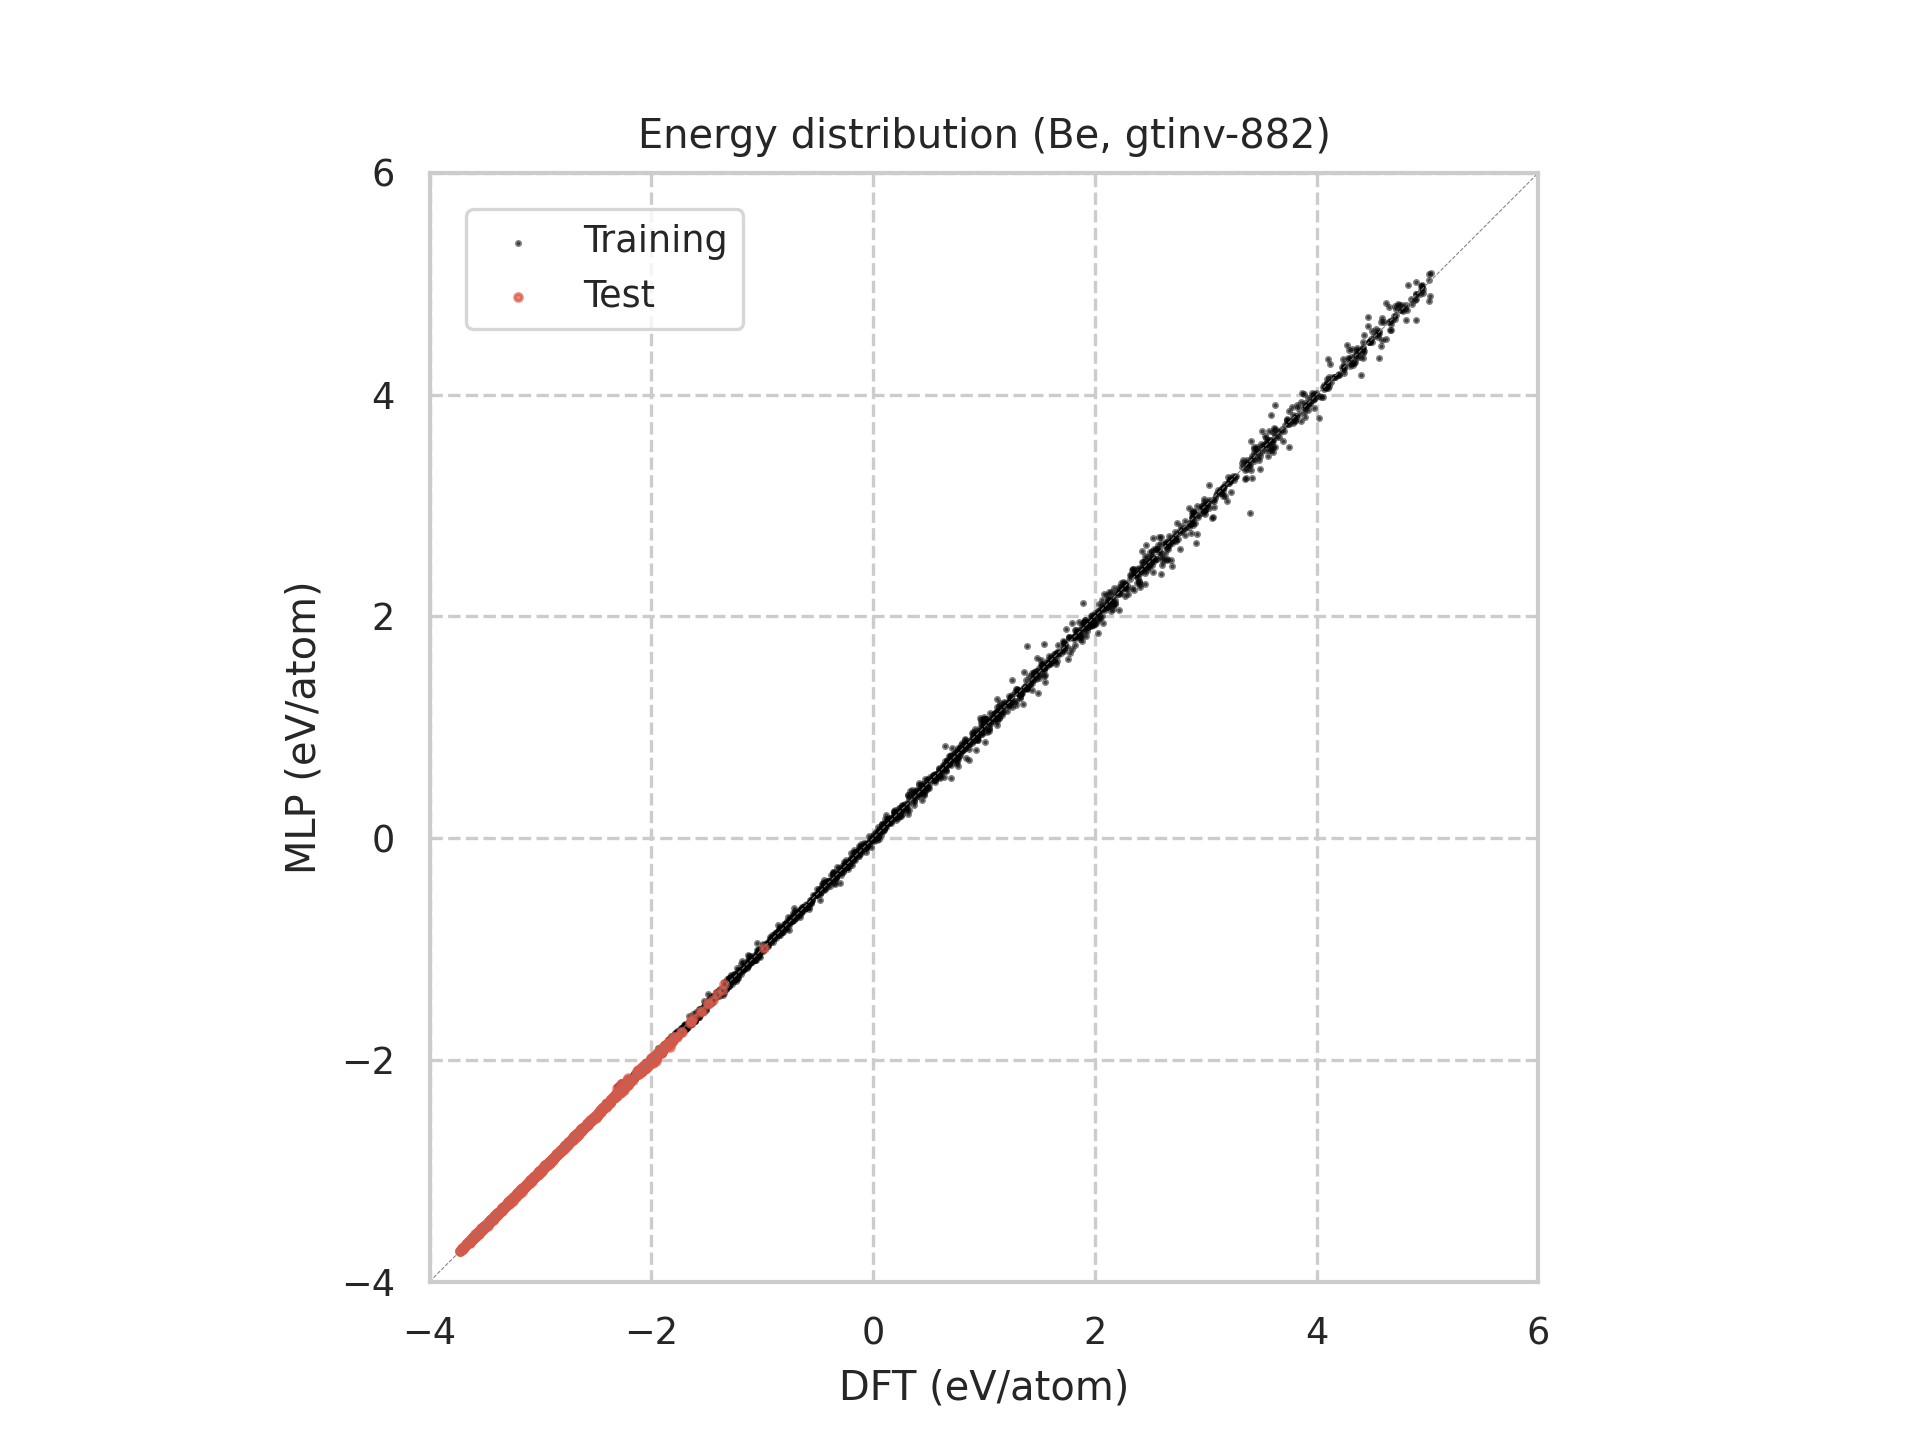 Energy distribution (Be, gtinv-882)
6
Training
Test
4
2
0
−2
−4
MLP (eV/atom)
−4 −2 0 2 4 6
DFT (eV/atom)